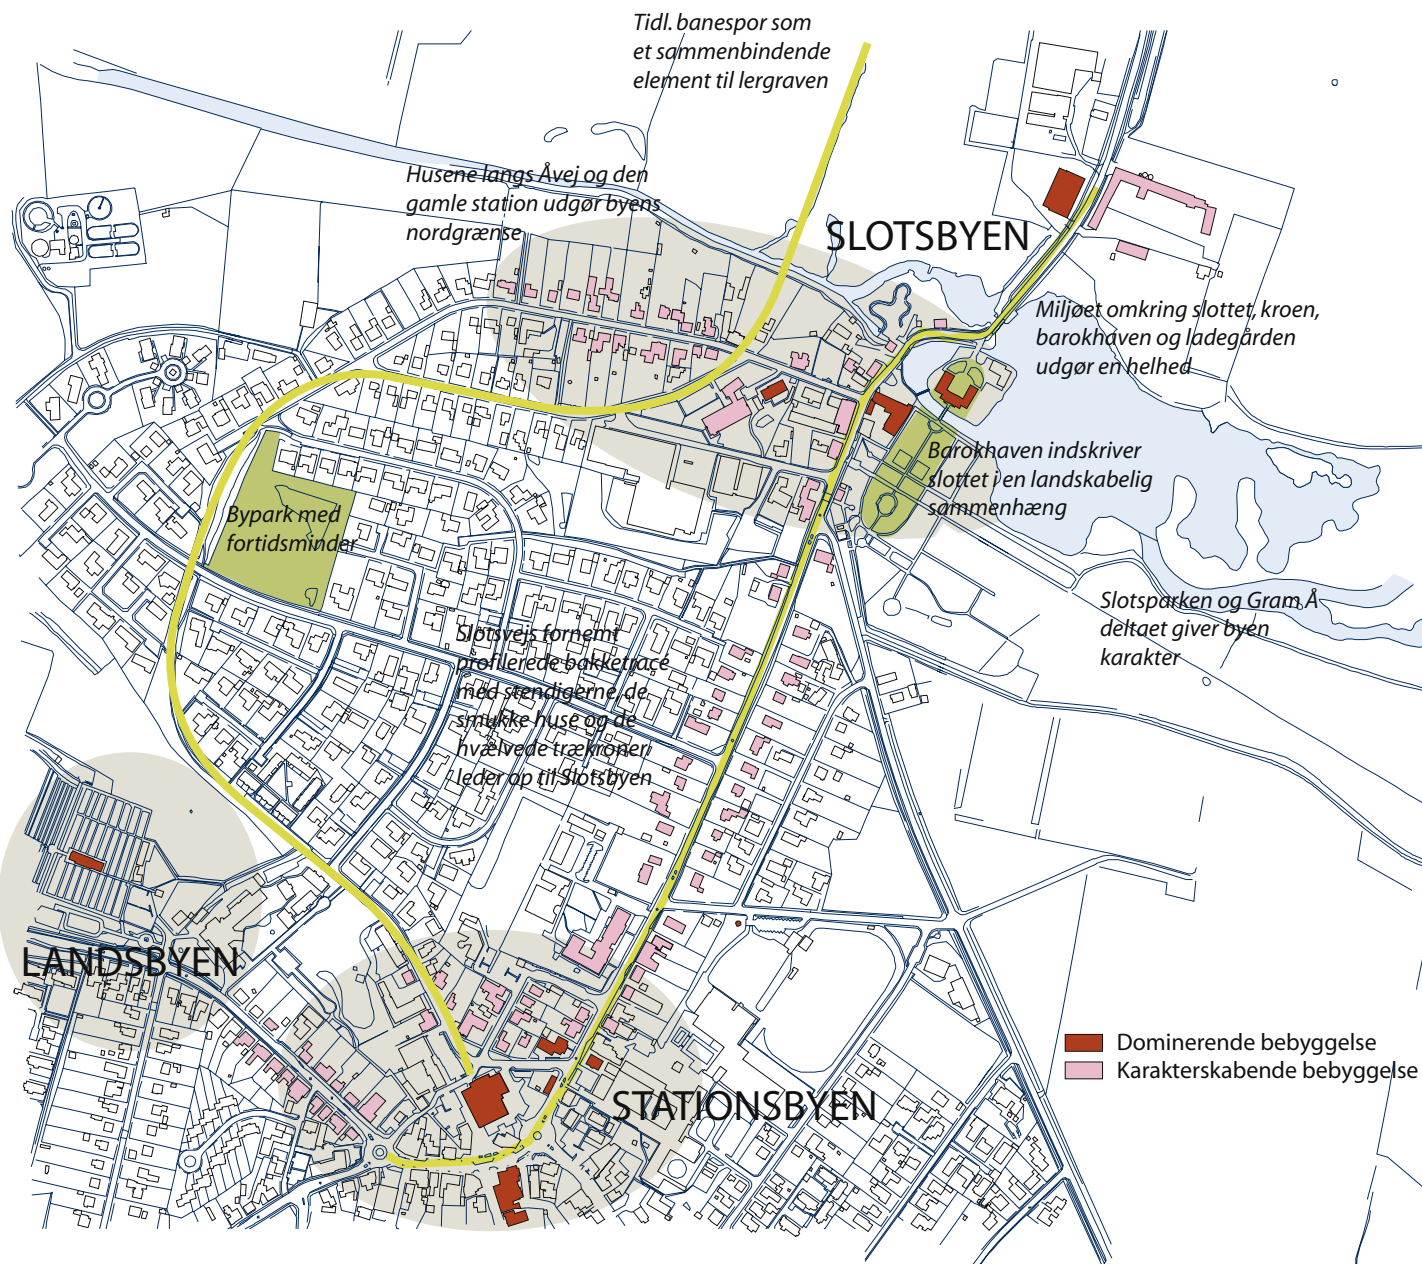 Tidl. banespor som
et sammenbindende
element til lergraven
Husene langs Åvej og den
gamle station udgør byens
nordgrænse
SLOTSBYEN
Miljøet omkring slottet, kroen,
barokhaven og ladegården
udgør en helhed
Barokhaven indskriver
slottet i en landskabelig
sammenhæng
Bypark med
fortidsminder
Slotsparken og Gram Å
deltaet giver byen
karakter
Slotsvejs fornemt
profilerede bakketracé
med stendigerne, de
smukke huse og de
hvælvede trækroner
leder op til Slotsbyen
LANDSBYEN
Dominerende bebyggelse
Karakterskabende bebyggelse
STATIONSBYEN